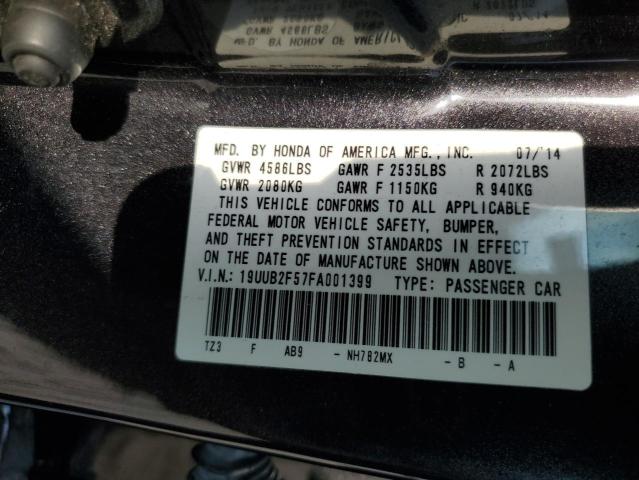 MFD. BY HONDA OF AMERICA MFG., INC. 07/'14
GVWR 4586LBS GAWR F 2535LBS R 2072LBS
GVWR 2080KG GAWR F 1150KG R 940KG
THIS VEHICLE CONFORMS TO ALL APPLICABLE
FEDERAL MOTOR VEHICLE SAFETY, BUMPER,
AND THEFT PREVENTION STANDARDS IN EFFECT
ON THE DATE OF MANUFACTURE SHOWN ABOVE.
V.I.N.: 19UUB2F57FA001399 TYPE: PASSENGER CAR
TZ3 F AB9 - NH782MX - B - A